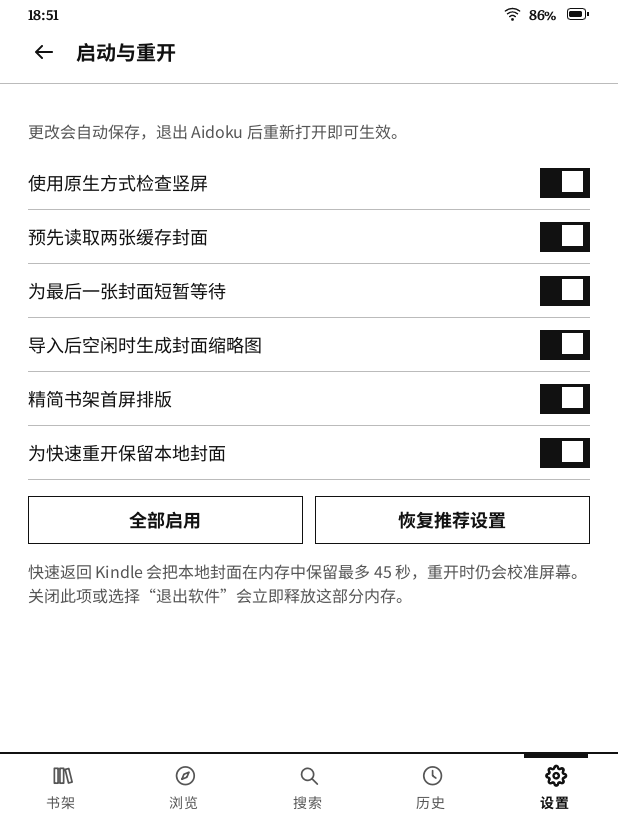 18:51
86%
启动与重开
更改会自动保存，退出 Aidoku 后重新打开即可生效。
使用原生方式检查竖屏
预先读取两张缓存封面
为最后一张封面短暂等待
导入后空闲时生成封面缩略图
精简书架首屏排版
为快速重开保留本地封面
全部启用
恢复推荐设置
快速返回 Kindle 会把本地封面在内存中保留最多 45 秒，重开时仍会校准屏幕。
关闭此项或选择“退出软件”会立即释放这部分内存。
书架
浏览
搜索
历史
设置